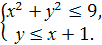 x² + y² ≤ 9,
y ≤ x + 1.